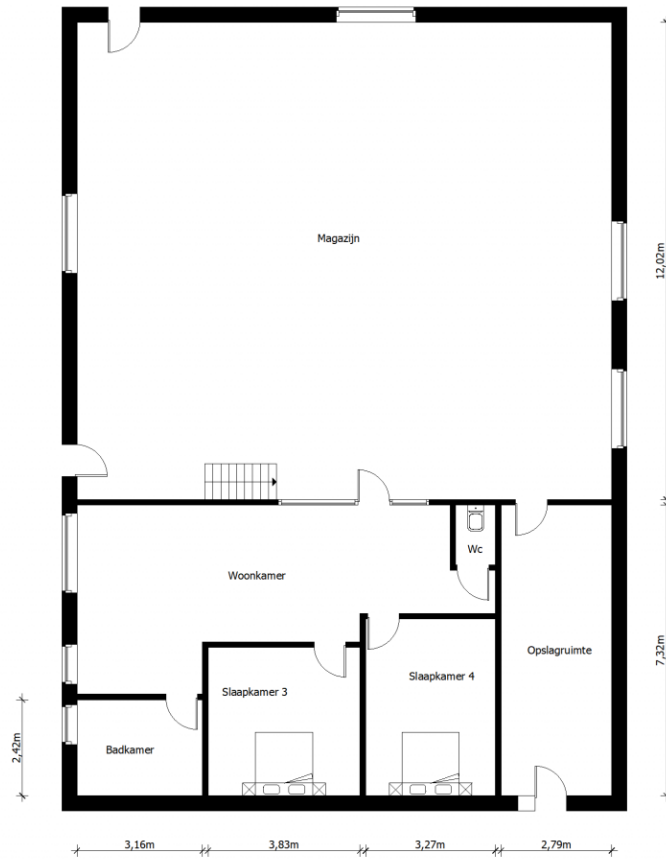 Magazijn
12,02m
Wc
Woonkamer
Opslagruimte
7,32m
Slaapkamer 4
Slaapkamer 3
2,42m
Badkamer
3,16m
3,83m
3,27m
2,79m